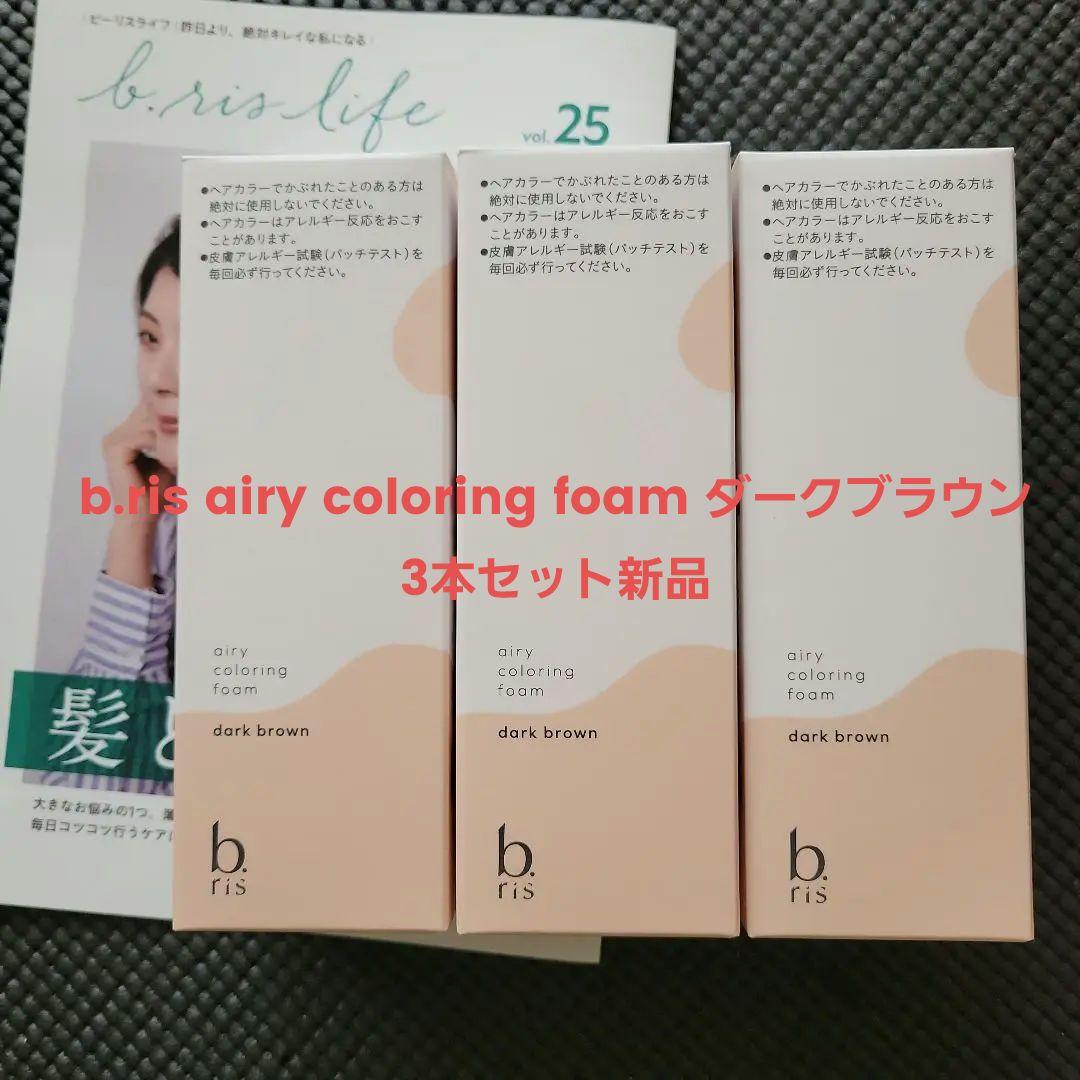 （ビーリスライフ）昨日より、絶対キレイな私になる
b.ris life
vol. 25
●ヘアカラーでかぶれたことのある方は
絶対に使用しないでください。
●ヘアカラーはアレルギー反応をおこす
ことがあります。
●皮膚アレルギー試験（パッチテスト）を
毎回必ず行ってください。
●ヘアカラーでかぶれたことのある方は
絶対に使用しないでください。
●ヘアカラーはアレルギー反応をおこす
ことがあります。
●皮膚アレルギー試験（パッチテスト）を
毎回必ず行ってください。
●ヘアカラーでかぶれたことのある方は
絶対に使用しないでください。
●ヘアカラーはアレルギー反応をおこす
ことがあります。
●皮膚アレルギー試験（パッチテスト）を
毎回必ず行ってください。
b.ris airy coloring foam ダークブラウン
3本セット新品
airy
coloring
foam
dark brown
b.
ris
airy
coloring
foam
dark brown
b.
ris
airy
coloring
foam
dark brown
b.
ris
髪と
大きなお悩みの1つ、
毎日コツコツ行うケアに